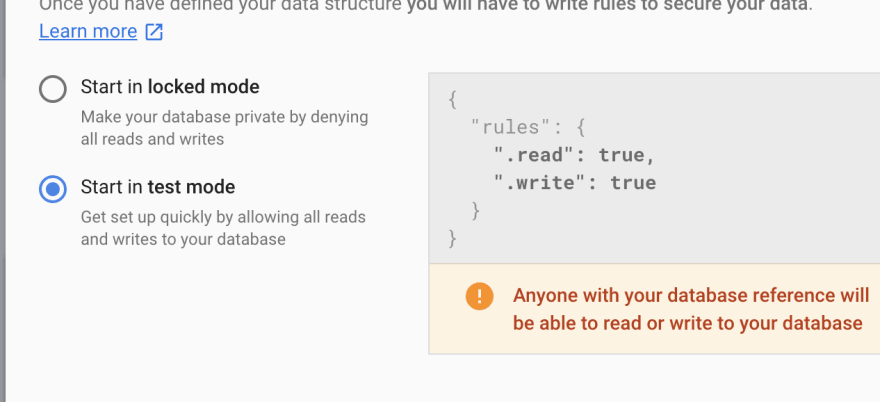 Once you have defined your data structure you will have to write rules to secure your data.
Learn more
Start in locked mode
Make your database private by denying
all reads and writes
Start in test mode
Get set up quickly by allowing all reads
and writes to your database
{
"rules": {
".read": true,
".write": true
}
}
Anyone with your database reference will
be able to read or write to your database